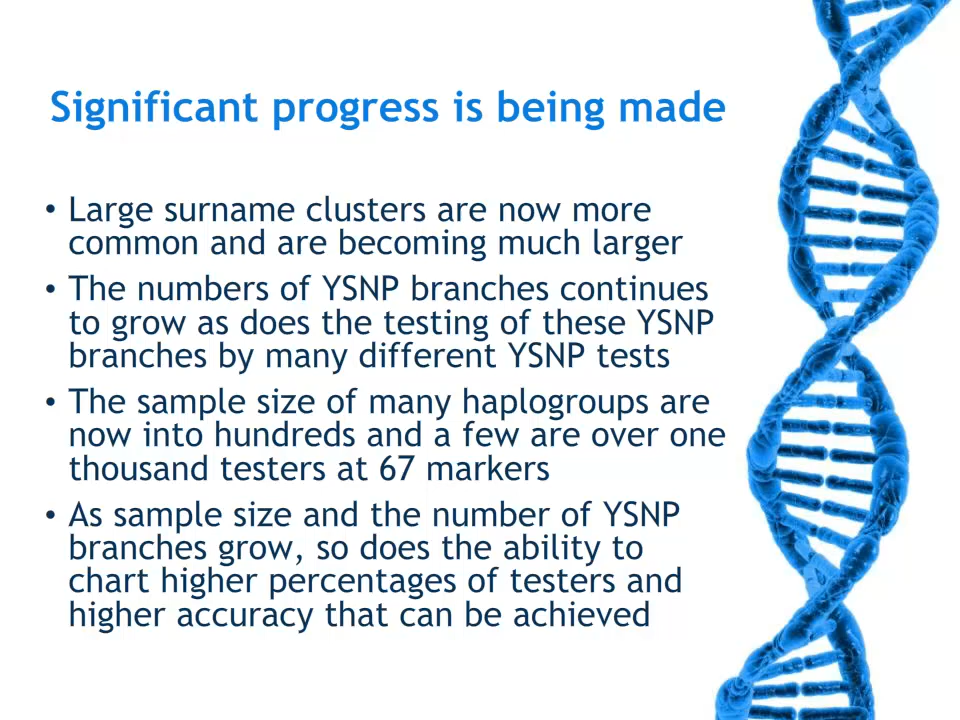 Significant progress is being made
• Large surname clusters are now more
common and are becoming much larger
• The numbers of YSNP branches continues
to grow as does the testing of these YSNP
branches by many different YSNP tests
• The sample size of many haplogroups are
now into hundreds and a few are over one
thousand testers at 67 markers
• As sample size and the number of YSNP
branches grow, so does the ability to
chart higher percentages of testers and
higher accuracy that can be achieved